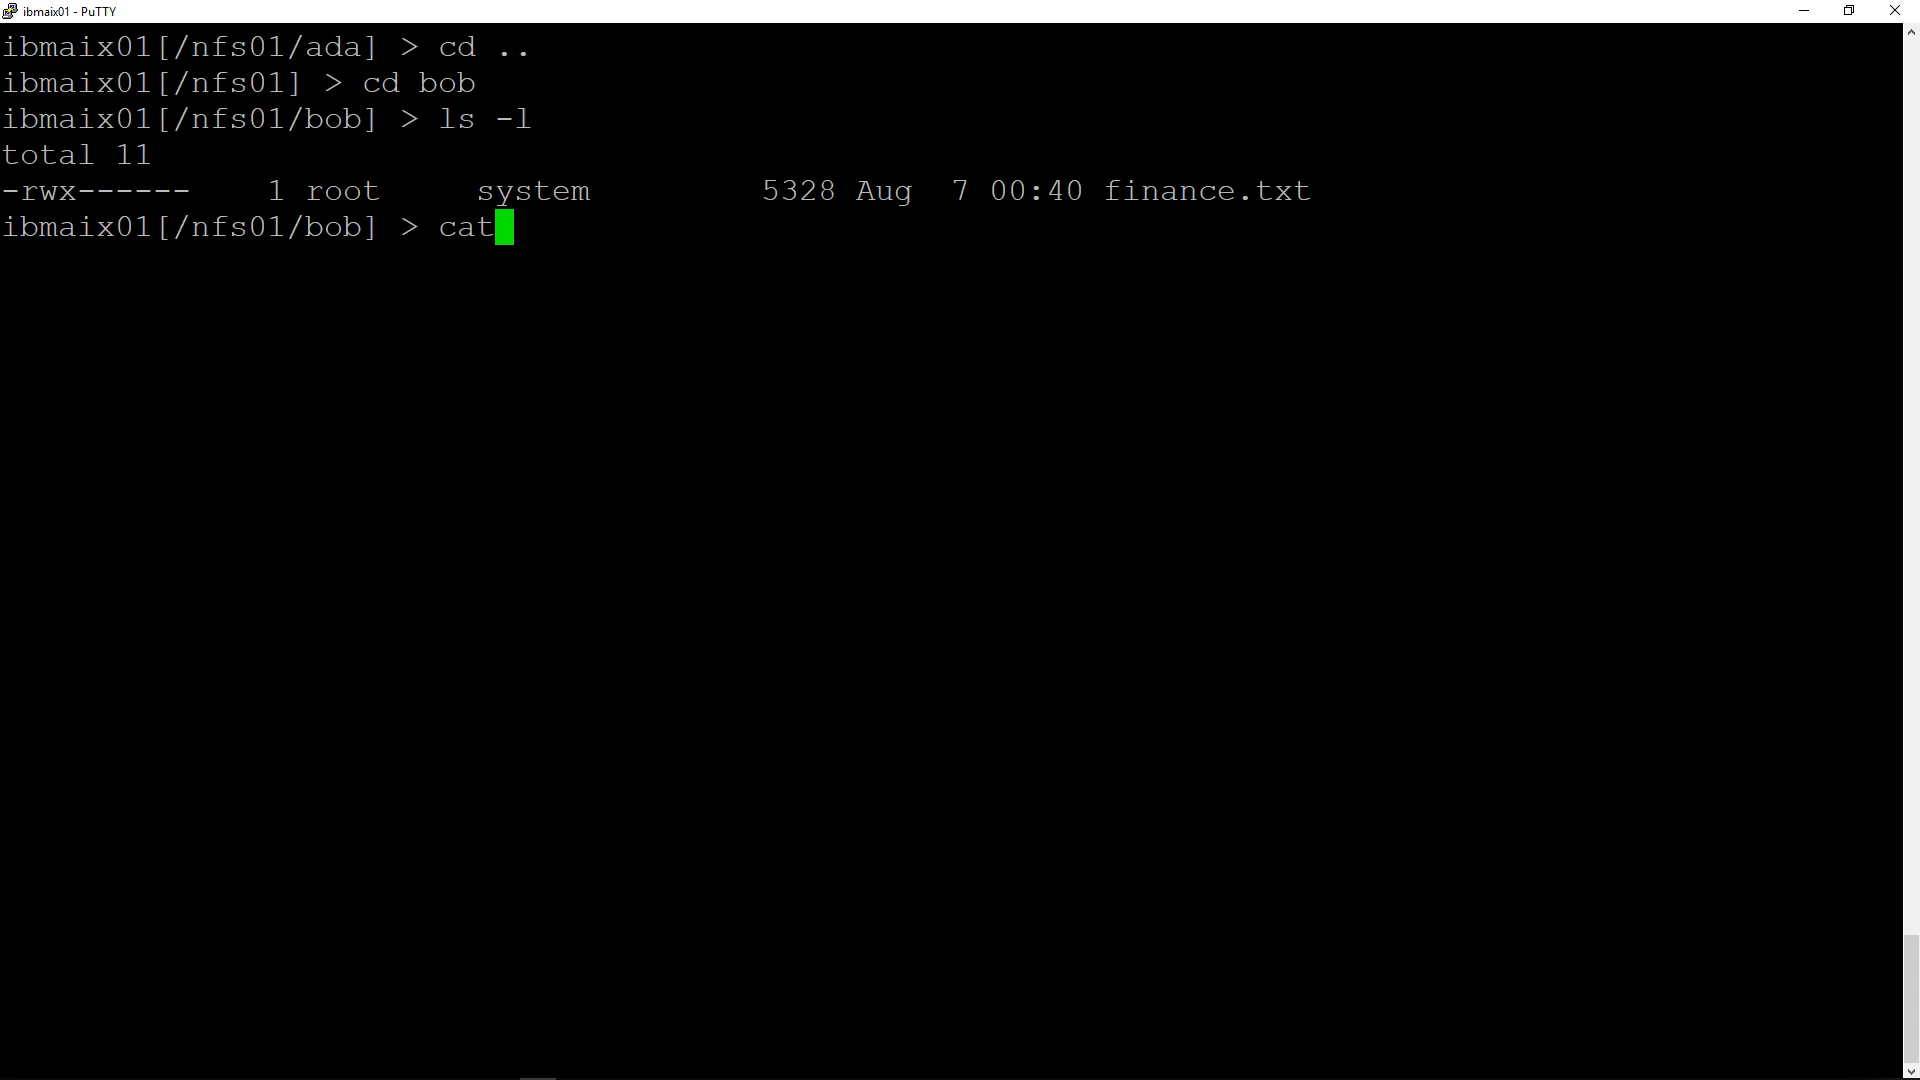 ibmaix01 - PuTTY
ibmaix01[/nfs01/ada] > cd ..
ibmaix01[/nfs01] > cd bob
ibmaix01[/nfs01/bob] > ls -l
total 11
-rwx------    1 root     system         5328 Aug  7 00:40 finance.txt
ibmaix01[/nfs01/bob] > cat